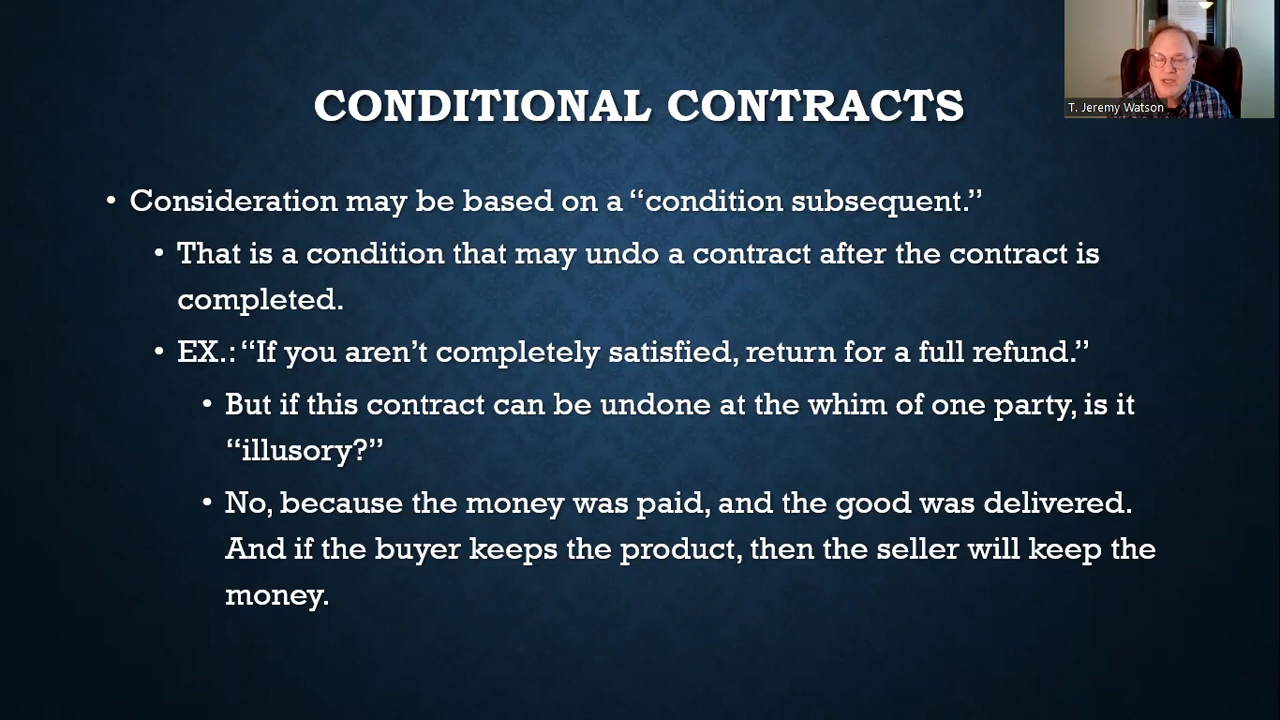 T. Jeremy Watson
CONDITIONAL CONTRACTS
• Consideration may be based on a “condition subsequent.”
• That is a condition that may undo a contract after the contract is
completed.
• EX.: “If you aren’t completely satisfied, return for a full refund.”
• But if this contract can be undone at the whim of one party, is it
“illusory?”
• No, because the money was paid, and the good was delivered.
And if the buyer keeps the product, then the seller will keep the
money.